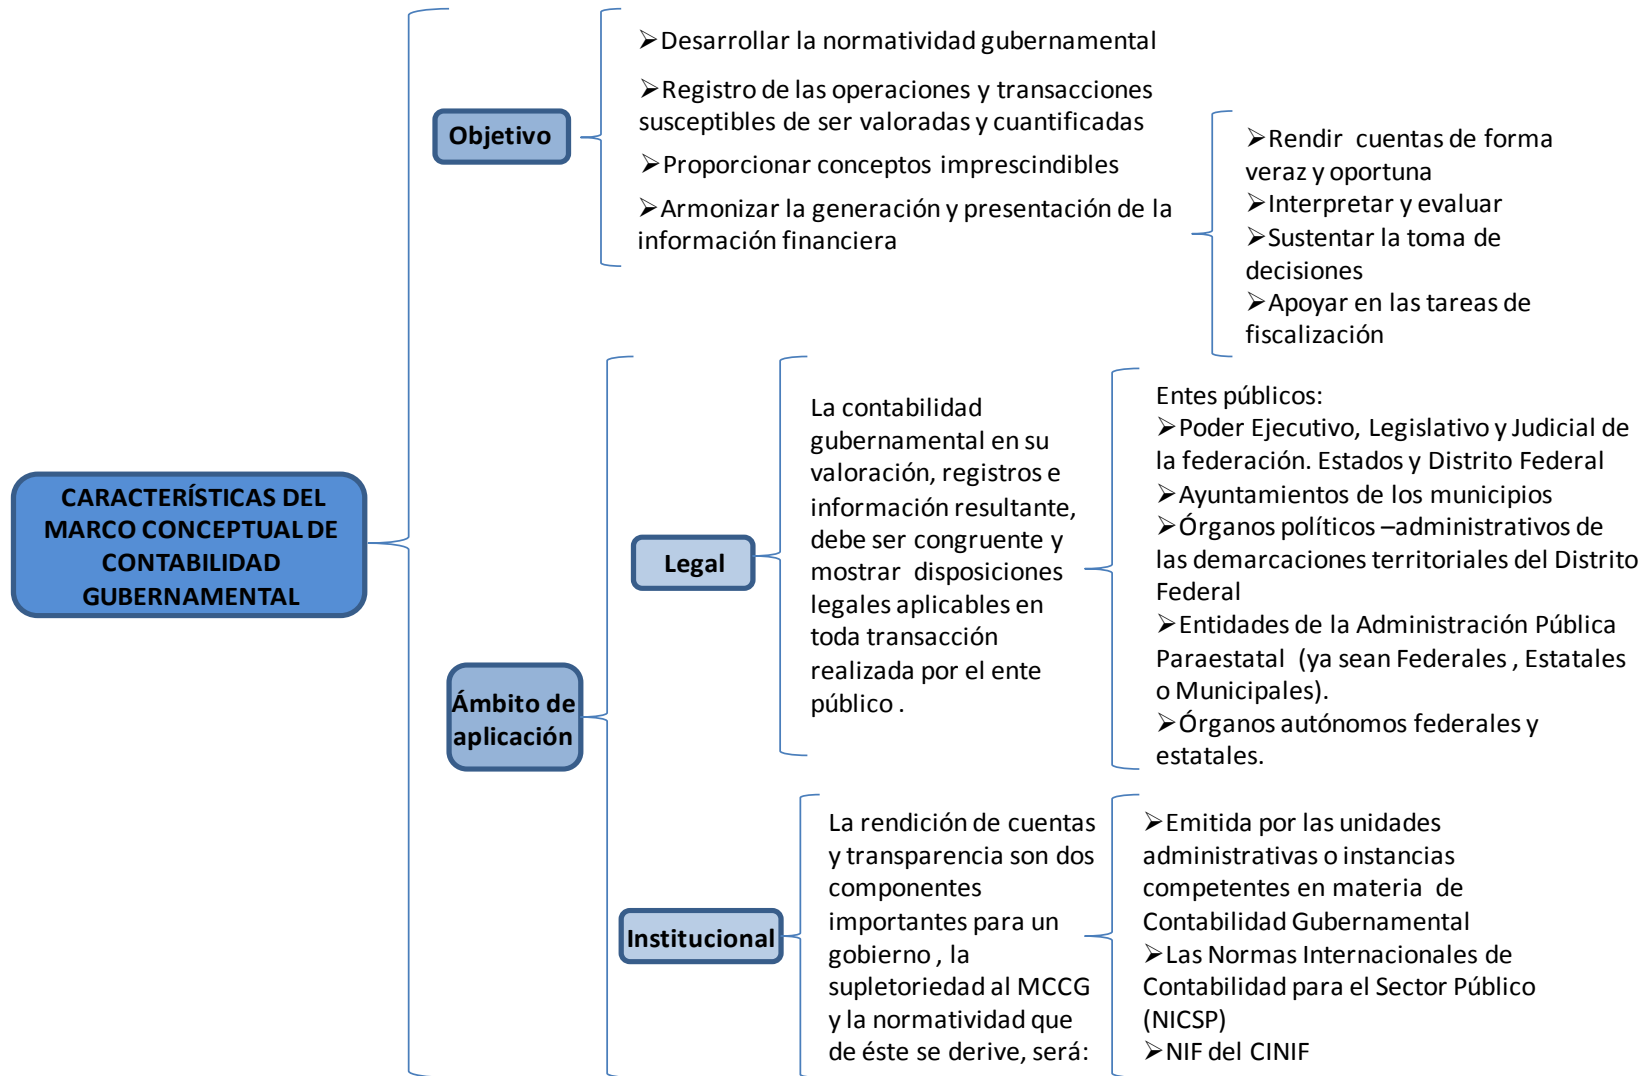 CARACTERÍSTICAS DEL
MARCO CONCEPTUAL DE
CONTABILIDAD
GUBERNAMENTAL
Objetivo
➢Desarrollar la normatividad gubernamental
➢Registro de las operaciones y transacciones
susceptibles de ser valoradas y cuantificadas
➢Proporcionar conceptos imprescindibles
➢Armonizar la generación y presentación de la
información financiera
➢Rendir cuentas de forma
veraz y oportuna
➢Interpretar y evaluar
➢Sustentar la toma de
decisiones
➢Apoyar en las tareas de
fiscalización
Ámbito de
aplicación
Legal
La contabilidad
gubernamental en su
valoración, registros e
información resultante,
debe ser congruente y
mostrar disposiciones
legales aplicables en
toda transacción
realizada por el ente
público .
Entes públicos:
➢Poder Ejecutivo, Legislativo y Judicial de
la federación. Estados y Distrito Federal
➢Ayuntamientos de los municipios
➢Órganos políticos –administrativos de
las demarcaciones territoriales del Distrito
Federal
➢Entidades de la Administración Pública
Paraestatal (ya sean Federales , Estatales
o Municipales).
➢Órganos autónomos federales y
estatales.
Institucional
La rendición de cuentas
y transparencia son dos
componentes
importantes para un
gobierno , la
supletoriedad al MCCG
y la normatividad que
de éste se derive, será:
➢Emitida por las unidades
administrativas o instancias
competentes en materia de
Contabilidad Gubernamental
➢Las Normas Internacionales de
Contabilidad para el Sector Público
(NICSP)
➢NIF del CINIF